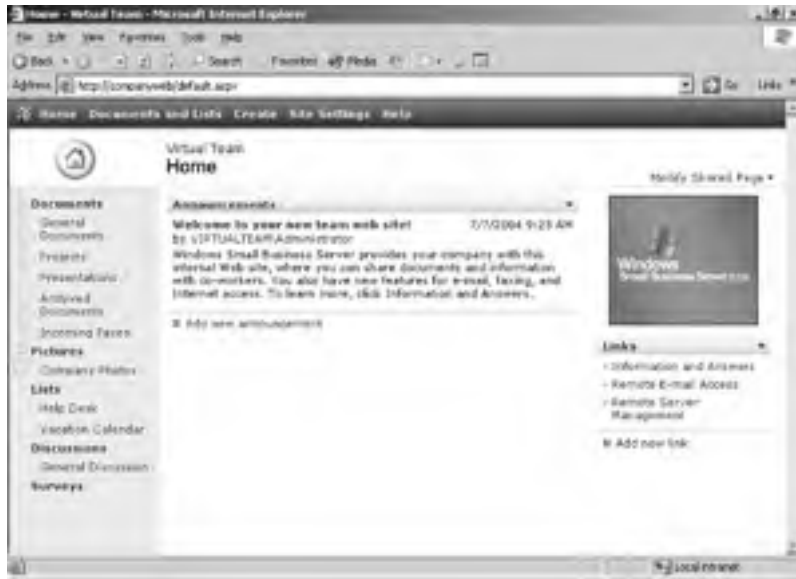 Home - Virtual Team - Microsoft Internet Explorer
File Edit View Favorites Tools Help
Back Search Favorites Media
Address http://companyweb/default.aspx Go Links
Home Documents and Lists Create Site Settings Help
Virtual Team
Home
Modify Shared Page
Documents
General
Documents
Projects
Presentations
Archived
Documents
Incoming Faxes
Pictures
Company Photos
Lists
Help Desk
Vacation Calendar
Discussions
General Discussion
Surveys
Announcements
Welcome to your new team web site! 7/7/2004 9:23 AM
by VIRTUALTEAM\Administrator
Windows Small Business Server provides your company with this
internal Web site, where you can share documents and information
with co-workers. You also have new features for e-mail, faxing, and
Internet access. To learn more, click Information and Answers.
Add new announcement
Windows
Small Business Server 2003
Links
Information and Answers
Remote E-mail Access
Remote Server
Management
Add new link
Local intranet